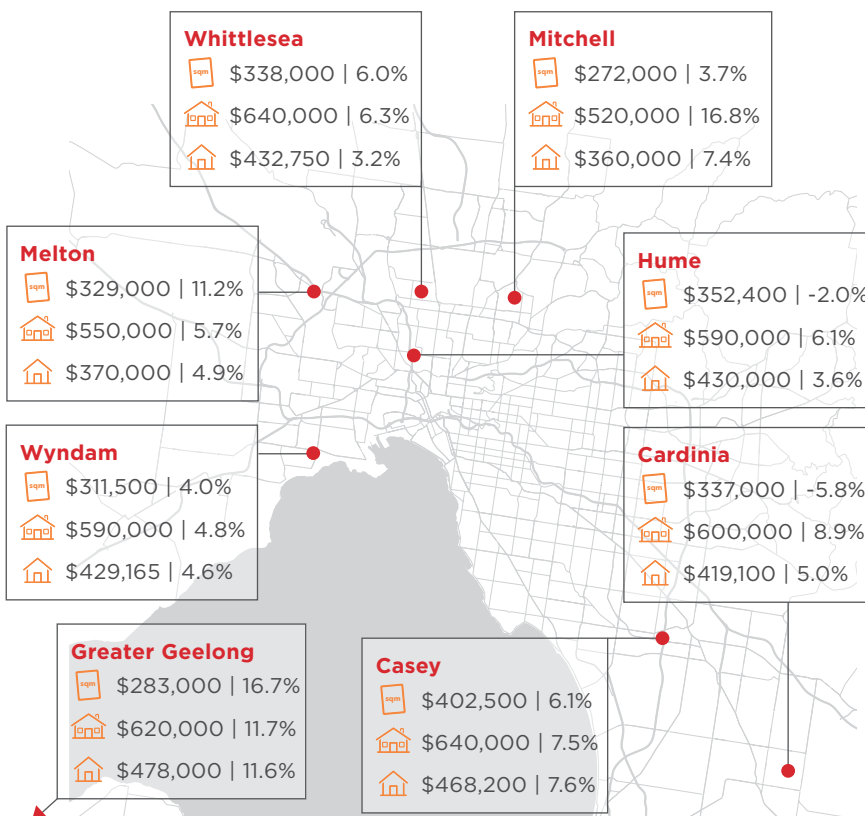 Whittlesea
sqm $338,000 | 6.0%
$640,000 | 6.3%
$432,750 | 3.2%
Mitchell
sqm $272,000 | 3.7%
$520,000 | 16.8%
$360,000 | 7.4%
Melton
sqm $329,000 | 11.2%
$550,000 | 5.7%
$370,000 | 4.9%
Hume
sqm $352,400 | -2.0%
$590,000 | 6.1%
$430,000 | 3.6%
Wyndam
sqm $311,500 | 4.0%
$590,000 | 4.8%
$429,165 | 4.6%
Cardinia
sqm $337,000 | -5.8%
$600,000 | 8.9%
$419,100 | 5.0%
Greater Geelong
sqm $283,000 | 16.7%
$620,000 | 11.7%
$478,000 | 11.6%
Casey
sqm $402,500 | 6.1%
$640,000 | 7.5%
$468,200 | 7.6%